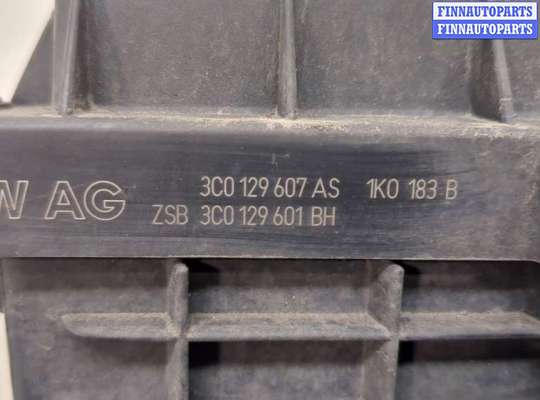 FINNAUTOPARTS
FINNAUTOPARTS
3C0 129 607 AS 1K0 183 B
W AG ZSB 3C0 129 601 BH